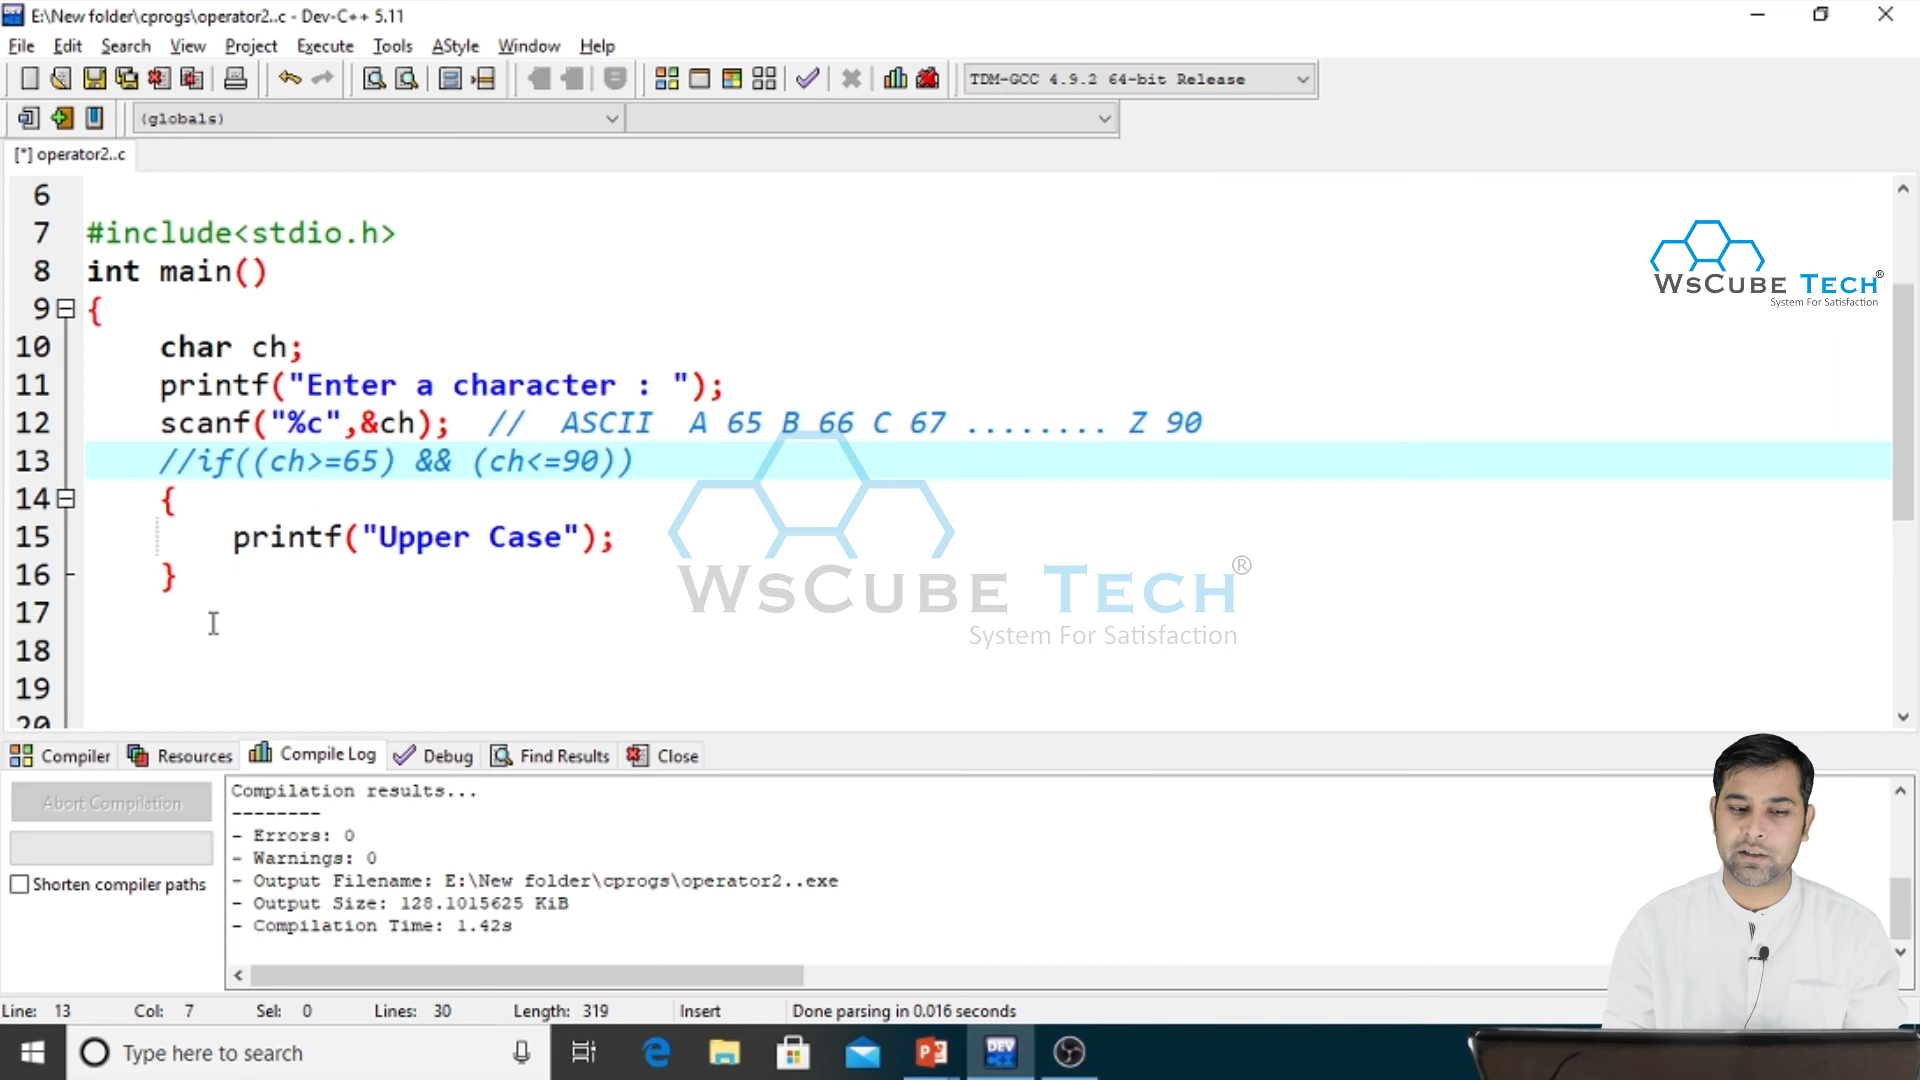 E:\New folder\cprogs\operator2..c - Dev-C++ 5.11
File Edit Search View Project Execute Tools AStyle Window Help
TDM-GCC 4.9.2 64-bit Release
(globals)
[*] operator2..c
6
7 #include<stdio.h>
8 int main()
9 {
10 char ch;
11 printf("Enter a character : ");
12 scanf("%c",&ch); // ASCII A 65 B 66 C 67 ........ Z 90
13 //if((ch>=65) && (ch<=90))
14 {
15 printf("Upper Case");
16 }
17
18
19
20
WsCube Tech®
System For Satisfaction
WsCube Tech®
System For Satisfaction
Compiler Resources Compile Log Debug Find Results Close
Abort Compilation
Shorten compiler paths
Compilation results...
--------
- Errors: 0
- Warnings: 0
- Output Filename: E:\New folder\cprogs\operator2..exe
- Output Size: 128.1015625 KiB
- Compilation Time: 1.42s
Line: 13 Col: 7 Sel: 0 Lines: 30 Length: 319 Insert Done parsing in 0.016 seconds
Type here to search
DEV